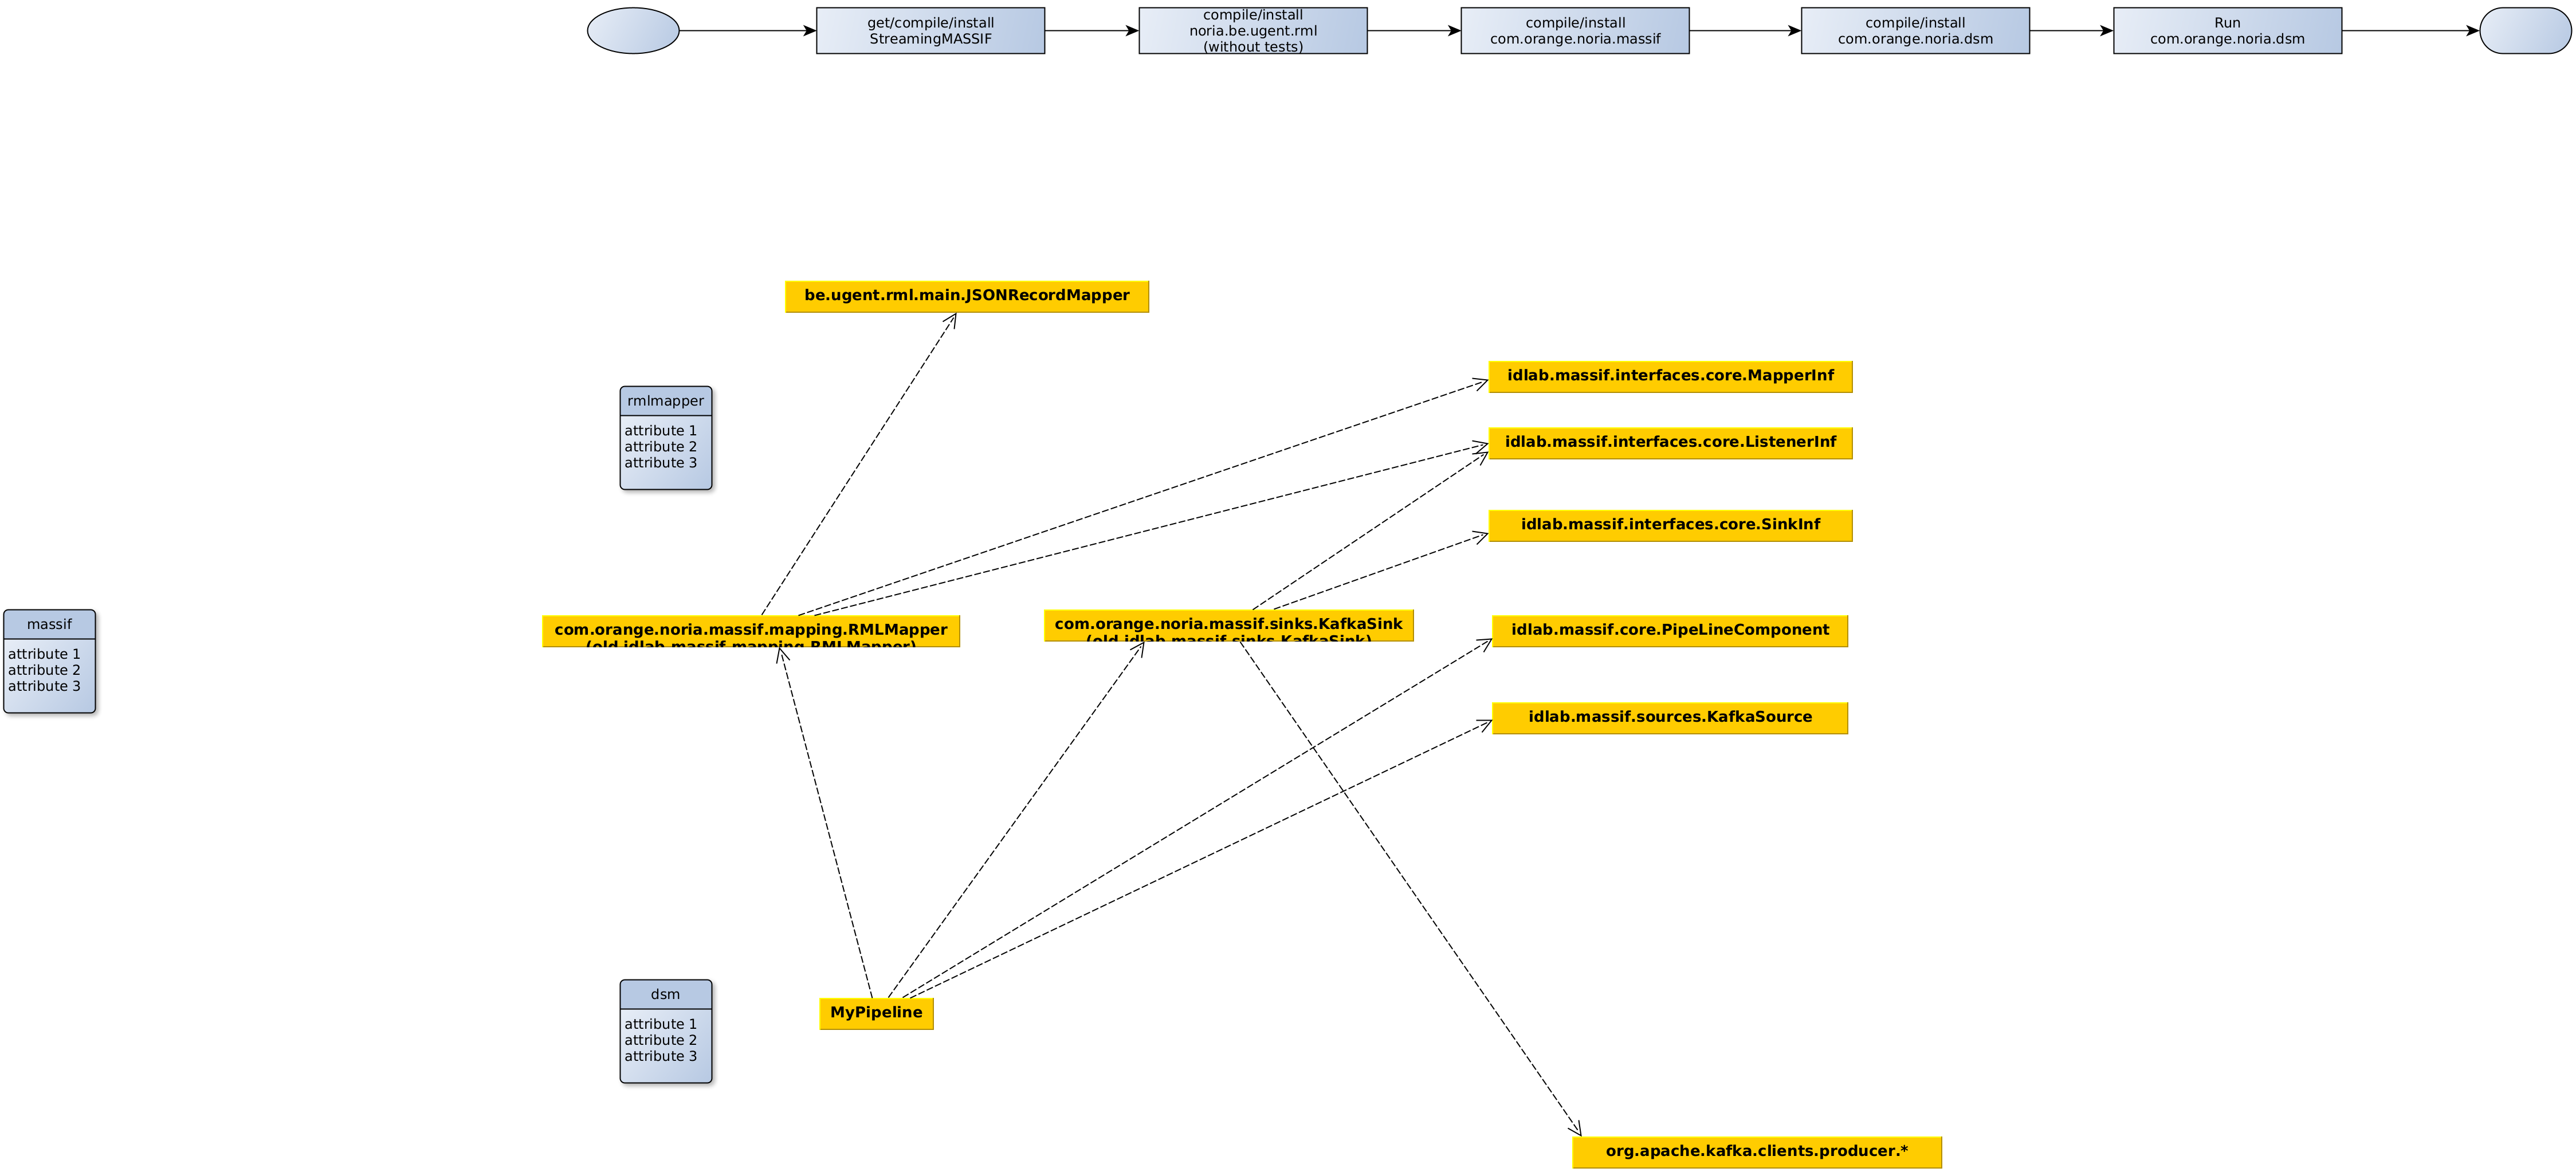 get/compile/install
StreamingMASSIF
compile/install
noria.be.ugent.rml
(without tests)
compile/install
com.orange.noria.massif
compile/install
com.orange.noria.dsm
Run
com.orange.noria.dsm
be.ugent.rml.main.JSONRecordMapper
idlab.massif.interfaces.core.MapperInf
rmlmapper
attribute 1
attribute 2
attribute 3
idlab.massif.interfaces.core.ListenerInf
idlab.massif.interfaces.core.SinkInf
massif
attribute 1
attribute 2
attribute 3
com.orange.noria.massif.mapping.RMLMapper
(old idlab.massif.mapping.RMLMapper)
com.orange.noria.massif.sinks.KafkaSink
(old idlab.massif.sinks.KafkaSink)
idlab.massif.core.PipeLineComponent
idlab.massif.sources.KafkaSource
dsm
attribute 1
attribute 2
attribute 3
MyPipeline
org.apache.kafka.clients.producer.*